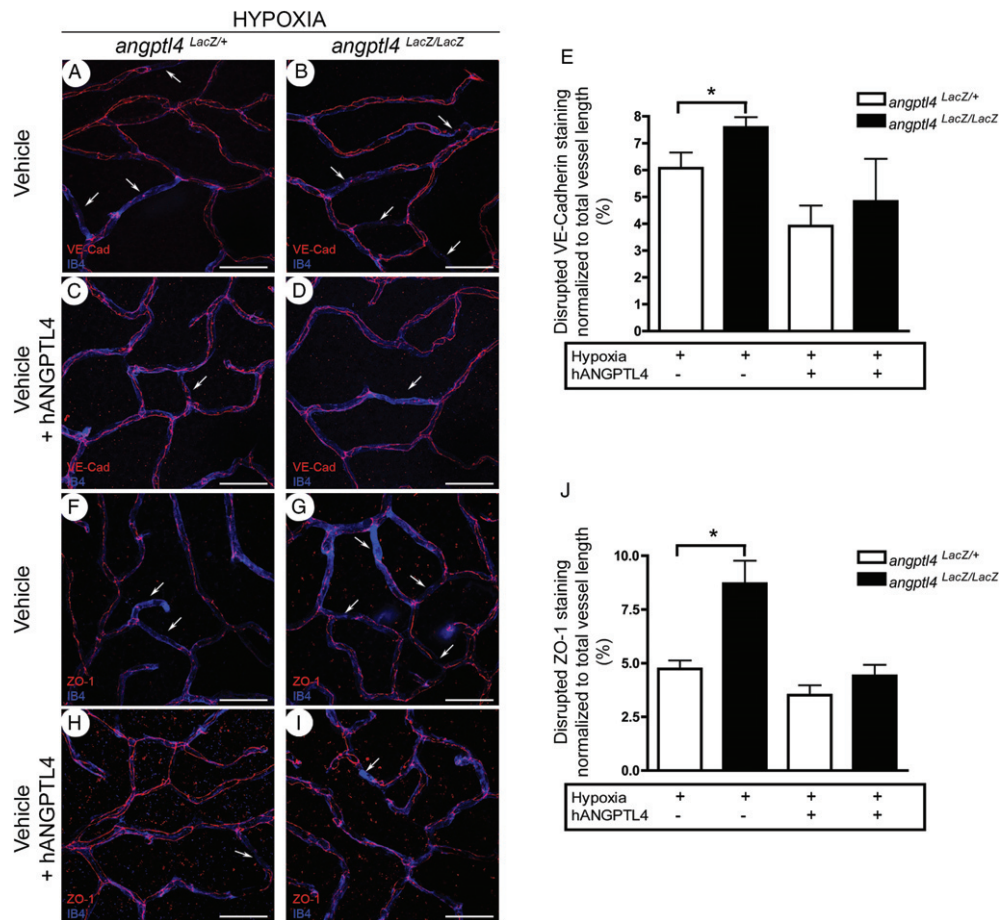 HYPOXIA
angptl4 LacZ/+
angptl4 LacZ/LacZ
Vehicle
A
VE-Cad
IB4
B
VE-Cad
IB4
Vehicle
+ hANGPTL4
C
VE-Cad
IB4
D
VE-Cad
IB4
Vehicle
F
ZO-1
IB4
G
ZO-1
IB4
Vehicle
+ hANGPTL4
H
ZO-1
IB4
I
ZO-1
IB4
E
angptl4 LacZ/+
angptl4 LacZ/LacZ
Disrupted VE-Cadherin staining
normalized to total vessel length
(%)
8
7
6
5
4
3
2
1
0
*
Hypoxia + + + +
hANGPTL4 - - + +
J
angptl4 LacZ/+
angptl4 LacZ/LacZ
Disrupted ZO-1 staining
normalized to total vessel length
(%)
10.0
7.5
5.0
2.5
0.0
*
Hypoxia + + + +
hANGPTL4 - - + +